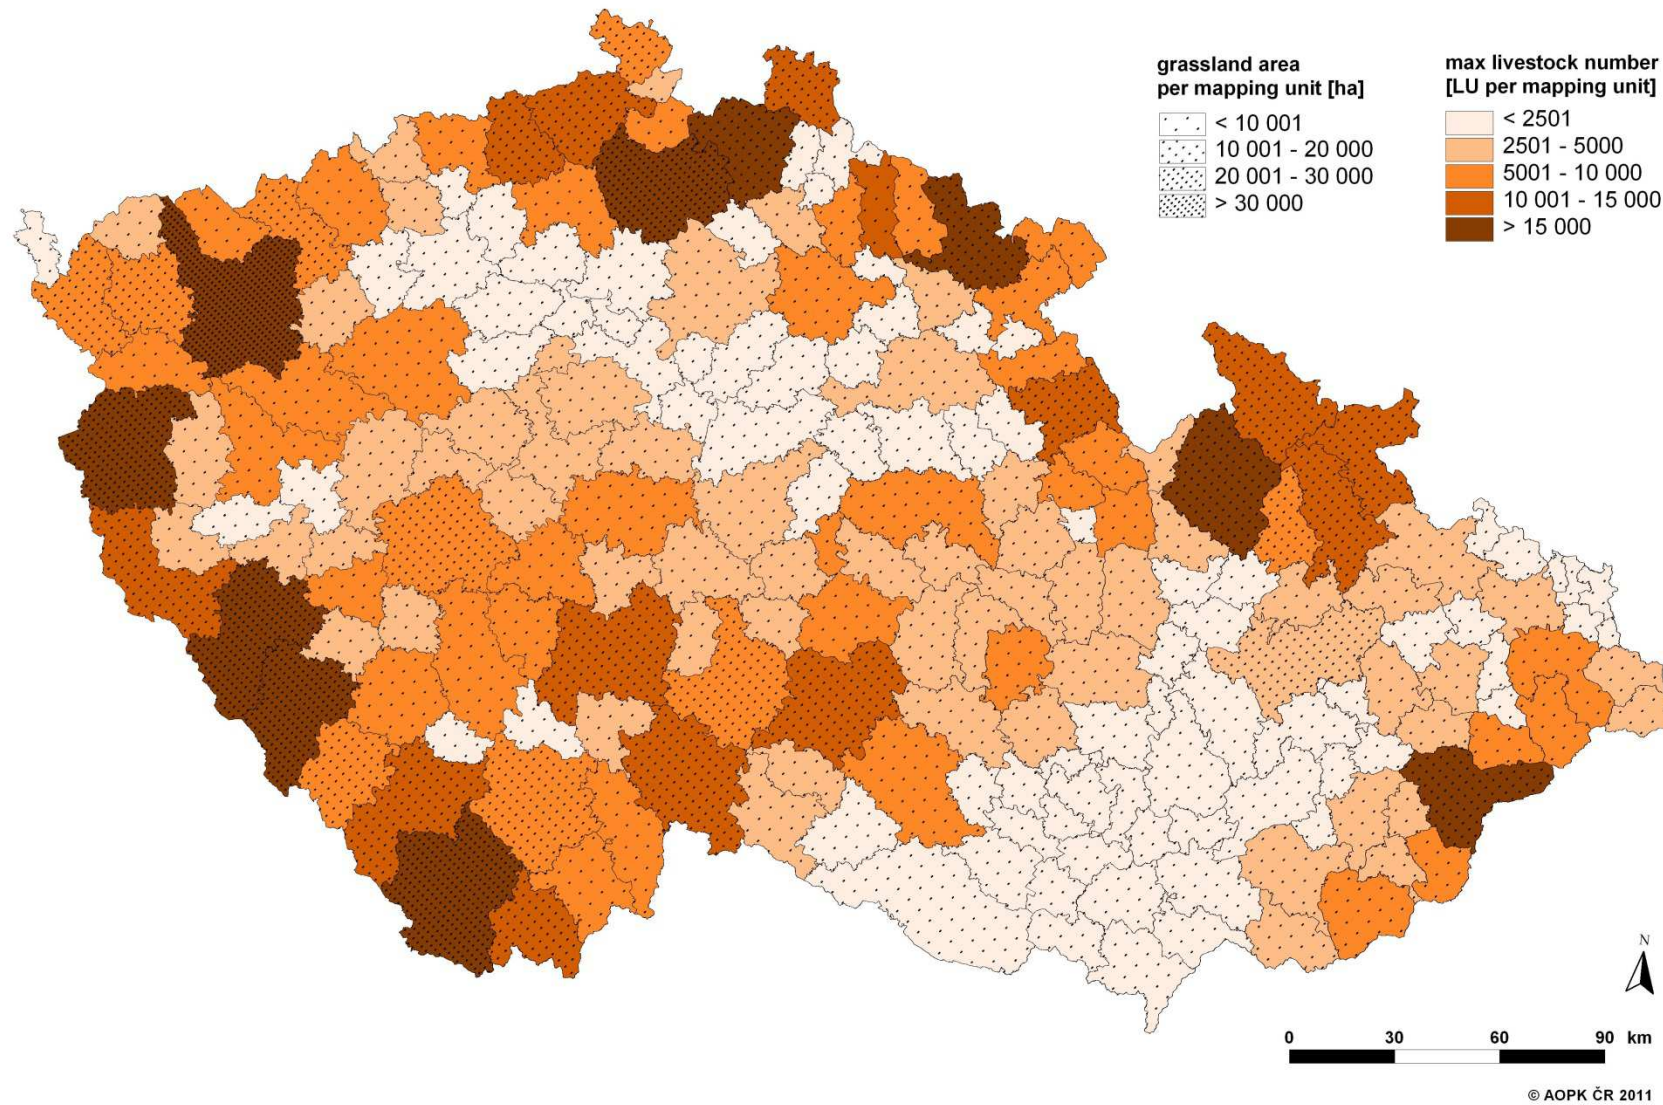 grassland area
per mapping unit [ha]
< 10 001
10 001 - 20 000
20 001 - 30 000
> 30 000
max livestock number
[LU per mapping unit]
< 2501
2501 - 5000
5001 - 10 000
10 001 - 15 000
> 15 000
N
0 30 60 90 km
© AOPK ČR 2011